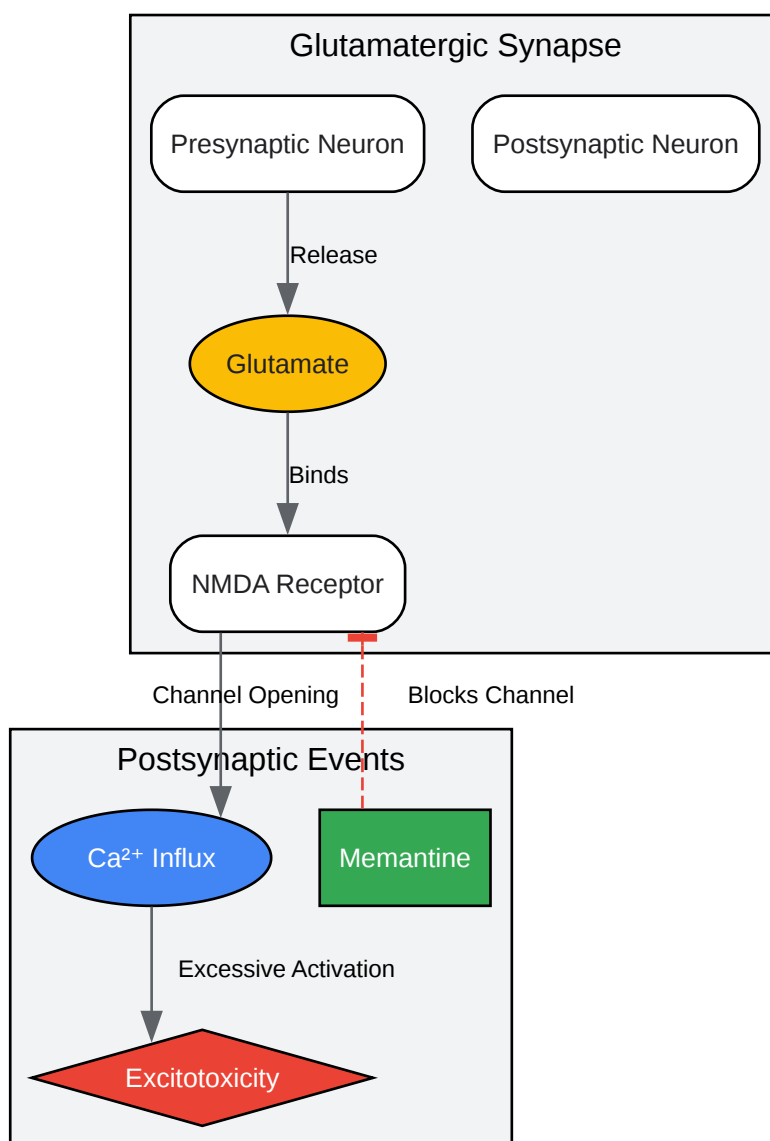 Glutamatergic Synapse
Presynaptic Neuron
Postsynaptic Neuron
Release
Glutamate
Binds
NMDA Receptor
Channel Opening
Blocks Channel
Postsynaptic Events
Ca²⁺ Influx
Memantine
Excessive Activation
Excitotoxicity